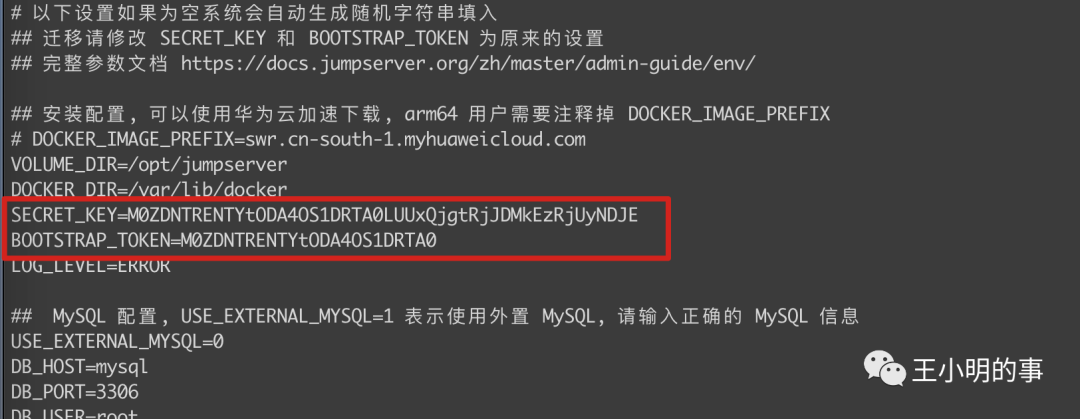 # 以下设置如果为空系统会自动生成随机字符串填入
## 迁移请修改 SECRET_KEY 和 BOOTSTRAP_TOKEN 为原来的设置
## 完整参数文档 https://docs.jumpserver.org/zh/master/admin-guide/env/
## 安装配置, 可以使用华为云加速下载, arm64 用户需要注释掉 DOCKER_IMAGE_PREFIX
# DOCKER_IMAGE_PREFIX=swr.cn-south-1.myhuaweicloud.com
VOLUME_DIR=/opt/jumpserver
DOCKER_DIR=/var/lib/docker
SECRET_KEY=M0ZDNTRENTYtODA4OS1DRTA0LUUxQjgtRjJDMkEzRjUyNDJE
BOOTSTRAP_TOKEN=M0ZDNTRENTYtODA4OS1DRTA0
LOG_LEVEL=ERROR
##  MySQL 配置, USE_EXTERNAL_MYSQL=1 表示使用外置 MySQL, 请输入正确的 MySQL 信息
USE_EXTERNAL_MYSQL=0
DB_HOST=mysql
DB_PORT=3306
DB_USER=root
王小明的事